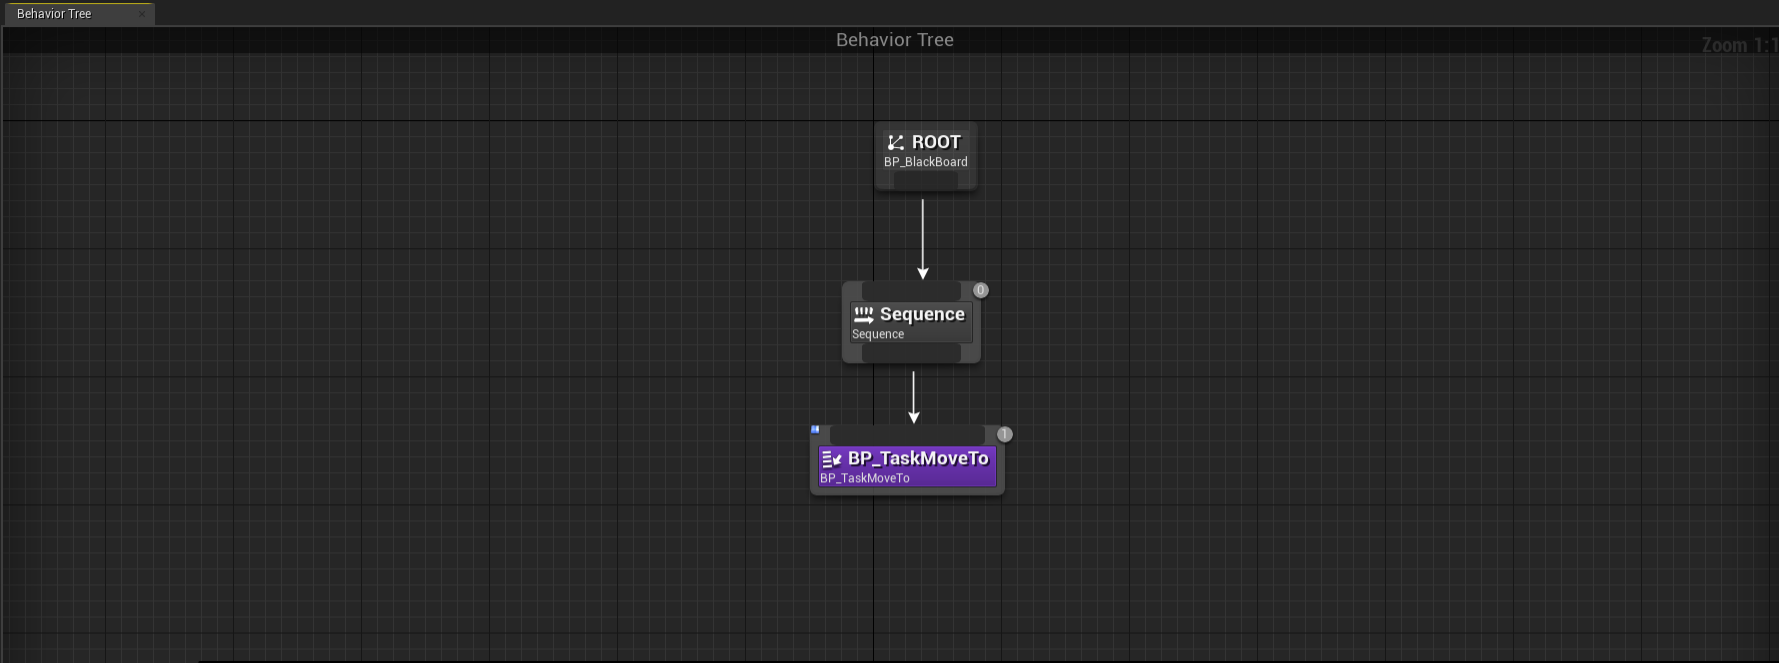 Behavior Tree
Behavior Tree
Zoom 1:1
ROOT
BP_BlackBoard
0
Sequence
Sequence
1
BP_TaskMoveTo
BP_TaskMoveTo